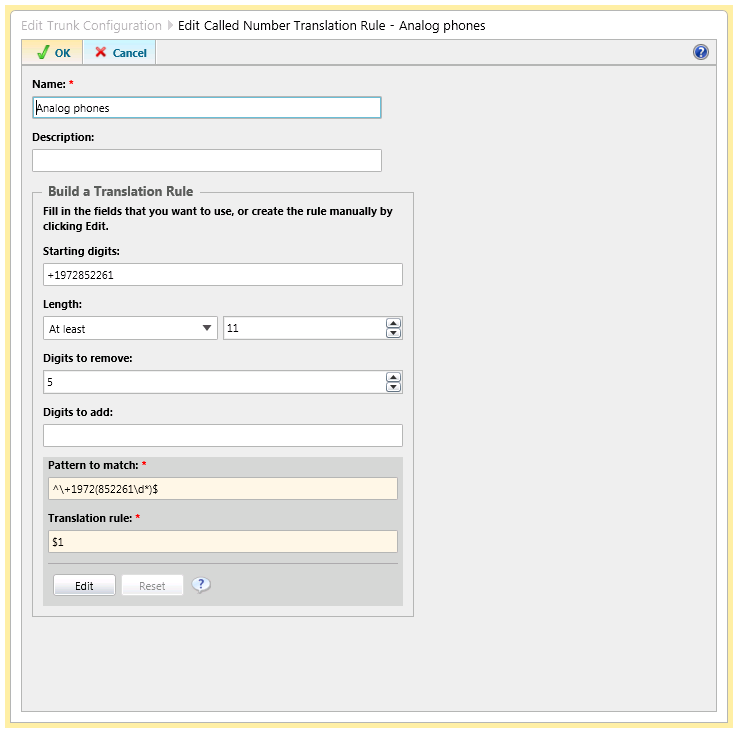 Edit Trunk Configuration Edit Called Number Translation Rule - Analog phones
OK Cancel ?
Name: *
Analog phones
Description:
Build a Translation Rule
Fill in the fields that you want to use, or create the rule manually by
clicking Edit.
Starting digits:
+1972852261
Length:
At least 11
Digits to remove:
5
Digits to add:
Pattern to match: *
^\+1972(852261\d*)$
Translation rule: *
$1
Edit Reset ?